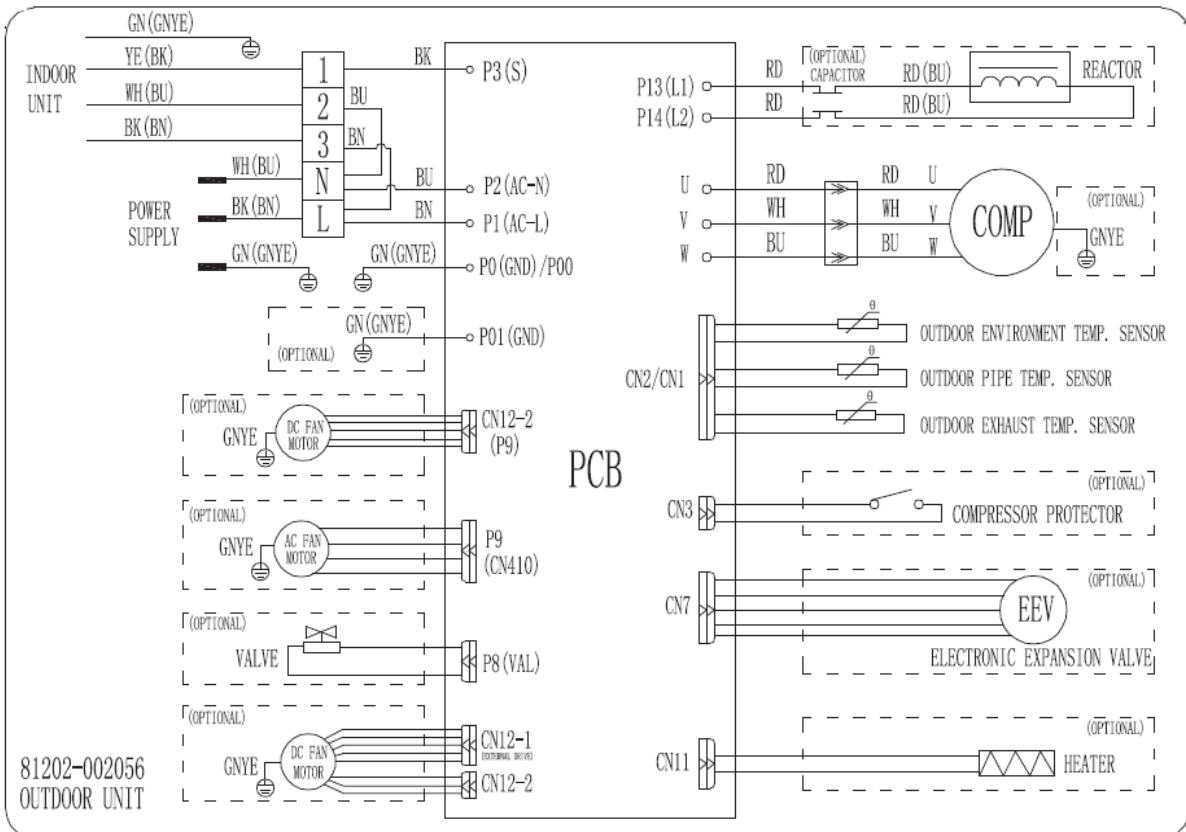 GN(GNYE)
INDOOR
UNIT
YE(BK)
WH(BU)
BK(BN)
1
2
3
N
L
BK
BU
BN
BU
BN
P3(S)
P2(AC-N)
P1(AC-L)
POWER
SUPPLY
WH(BU)
BK(BN)
GN(GNYE)
GN(GNYE)
P0(GND)/P00
GN(GNYE)
(OPTIONAL)
P01(GND)
(OPTIONAL)
GNYE
DC FAN
MOTOR
CN12-2
(P9)
(OPTIONAL)
GNYE
AC FAN
MOTOR
P9
(CN410)
(OPTIONAL)
VALVE
P8(VAL)
(OPTIONAL)
GNYE
DC FAN
MOTOR
CN12-1
(EXTERNAL DRIVE)
CN12-2
81202-002056
OUTDOOR UNIT
PCB
P13(L1)
P14(L2)
RD
RD
(OPTIONAL)
CAPACITOR
RD(BU)
RD(BU)
REACTOR
U
V
W
RD
WH
BU
RD
WH
BU
U
V
W
COMP
(OPTIONAL)
GNYE
CN2/CN1
θ
OUTDOOR ENVIRONMENT TEMP. SENSOR
θ
OUTDOOR PIPE TEMP. SENSOR
θ
OUTDOOR EXHAUST TEMP. SENSOR
CN3
(OPTIONAL)
COMPRESSOR PROTECTOR
CN7
(OPTIONAL)
EEV
ELECTRONIC EXPANSION VALVE
CN11
(OPTIONAL)
HEATER